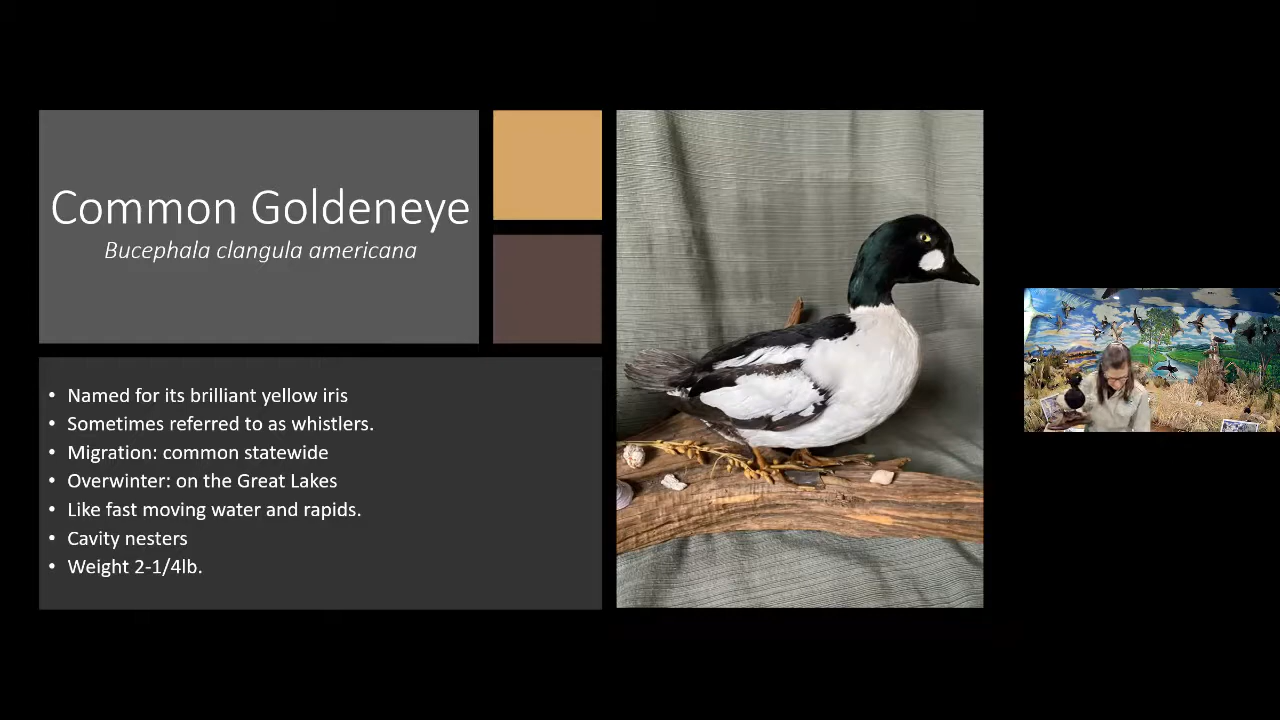 Common Goldeneye
Bucephala clangula americana
• Named for its brilliant yellow iris
• Sometimes referred to as whistlers.
• Migration: common statewide
• Overwinter: on the Great Lakes
• Like fast moving water and rapids.
• Cavity nesters
• Weight 2-1/4lb.